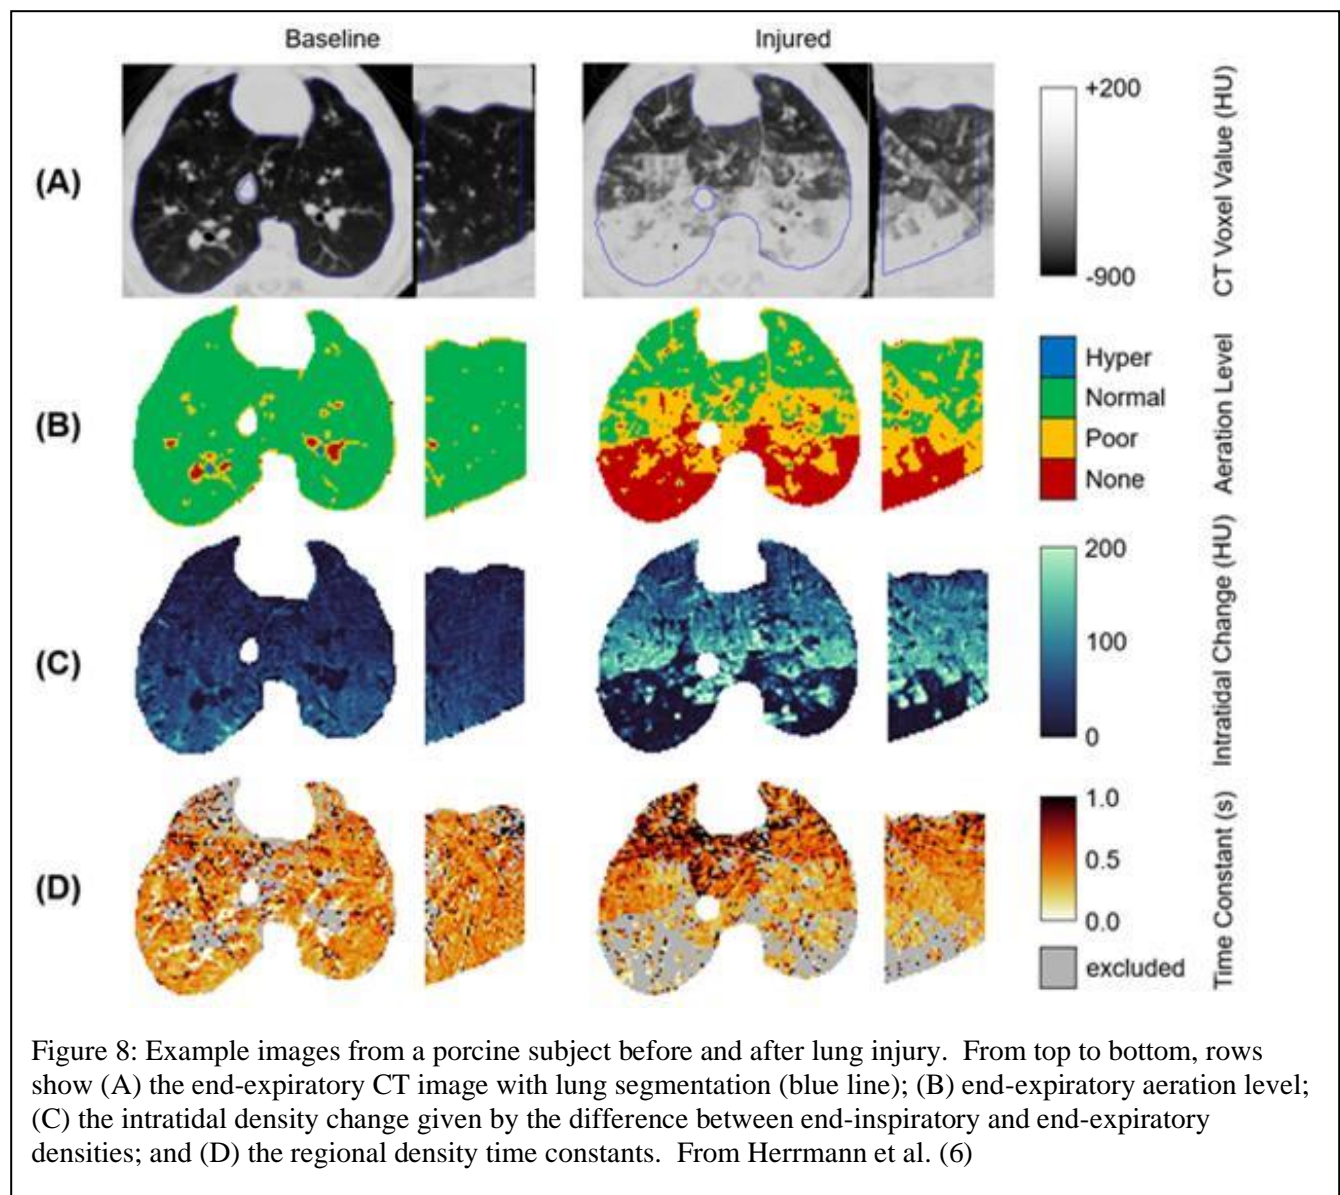 Baseline
Injured
(A)
+200
-900
CT Voxel Value (HU)
(B)
Hyper
Normal
Poor
None
Aeration Level
(C)
200
100
0
Intratidal Change (HU)
(D)
1.0
0.5
0.0
excluded
Time Constant (s)
Figure 8: Example images from a porcine subject before and after lung injury.  From top to bottom, rows
show (A) the end-expiratory CT image with lung segmentation (blue line); (B) end-expiratory aeration level;
(C) the intratidal density change given by the difference between end-inspiratory and end-expiratory
densities; and (D) the regional density time constants.  From Herrmann et al. (6)